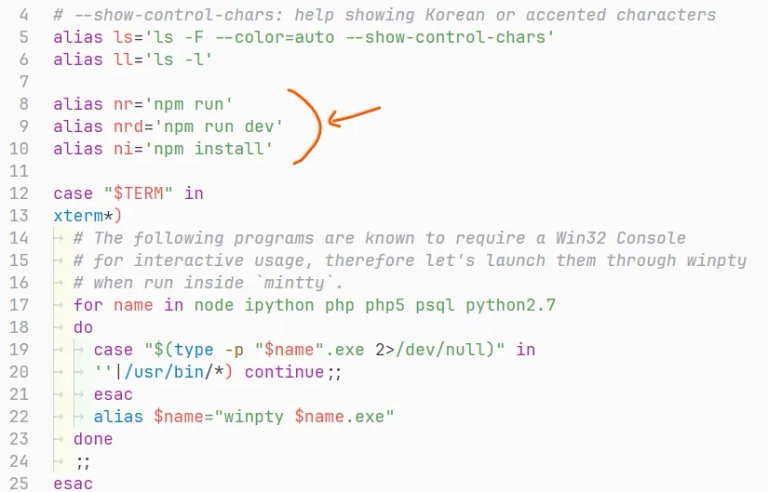 4 # --show-control-chars: help showing Korean or accented characters
5 alias ls='ls -F --color=auto --show-control-chars'
6 alias ll='ls -l'
7
8 alias nr='npm run'
9 alias nrd='npm run dev'
10 alias ni='npm install'
11
12 case "$TERM" in
13 xterm*)
14 # The following programs are known to require a Win32 Console
15 # for interactive usage, therefore let's launch them through winpty
16 # when run inside `mintty`.
17 for name in node ipython php php5 psql python2.7
18 do
19 case "$(type -p "$name".exe 2>/dev/null)" in
20 ''|/usr/bin/*) continue;;
21 esac
22 alias $name="winpty $name.exe"
23 done
24 ;;
25 esac